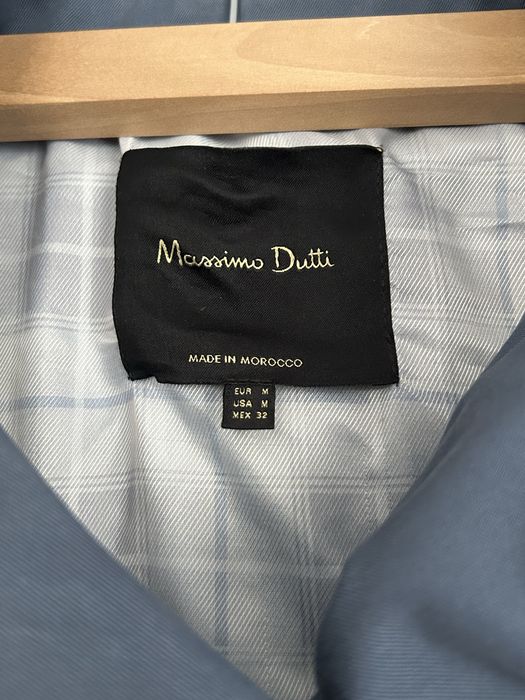 Massimo Dutti
MADE IN MOROCCO
EUR M
USA M
MEX 32